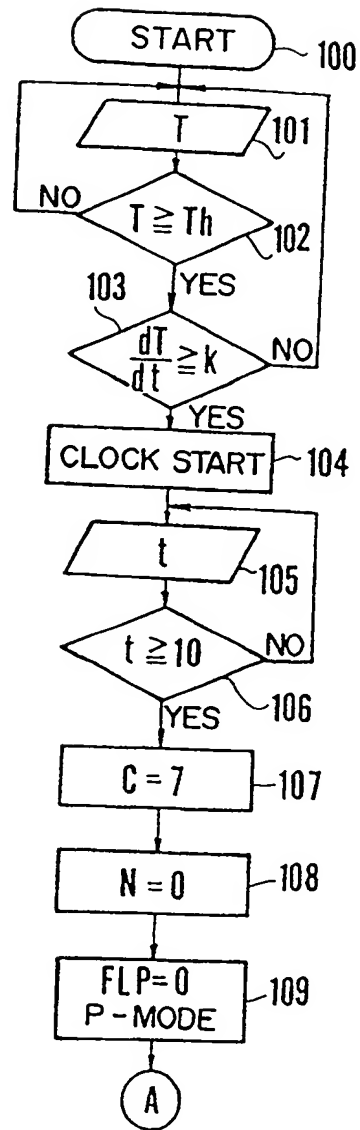 START
100
T
101
NO
T ≧ Th
102
YES
103
dT/dt ≧ k
NO
YES
CLOCK START
104
t
105
t ≧ 10
NO
106
YES
C = 7
107
N = 0
108
FLP=0
P-MODE
109
A